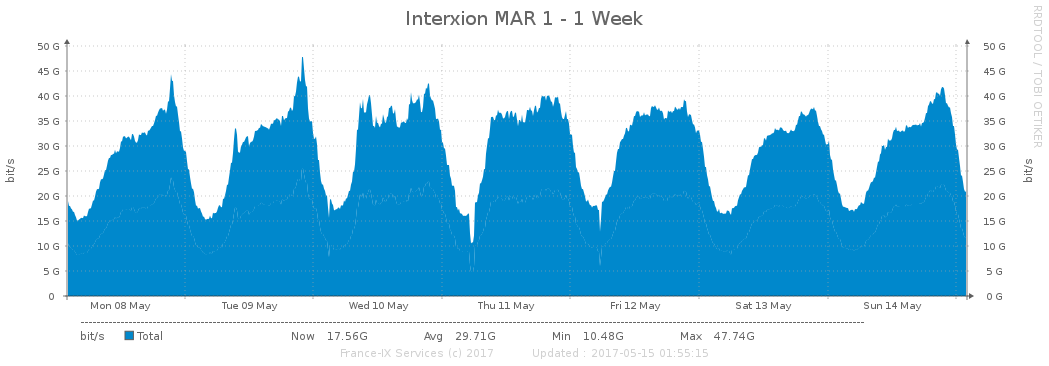 Interxion MAR 1 - 1 Week
RRDTOOL / TOBI OETIKER
50 G 50 G
45 G 45 G
40 G 40 G
35 G 35 G
30 G 30 G
25 G 25 G
20 G 20 G
15 G 15 G
10 G 10 G
5 G 5 G
0 0 G
bit/s
bit/s
Mon 08 May Tue 09 May Wed 10 May Thu 11 May Fri 12 May Sat 13 May Sun 14 May
bit/s Total Now 17.56G Avg 29.71G Min 10.48G Max 47.74G
France-IX Services (c) 2017 Updated : 2017-05-15 01:55:15